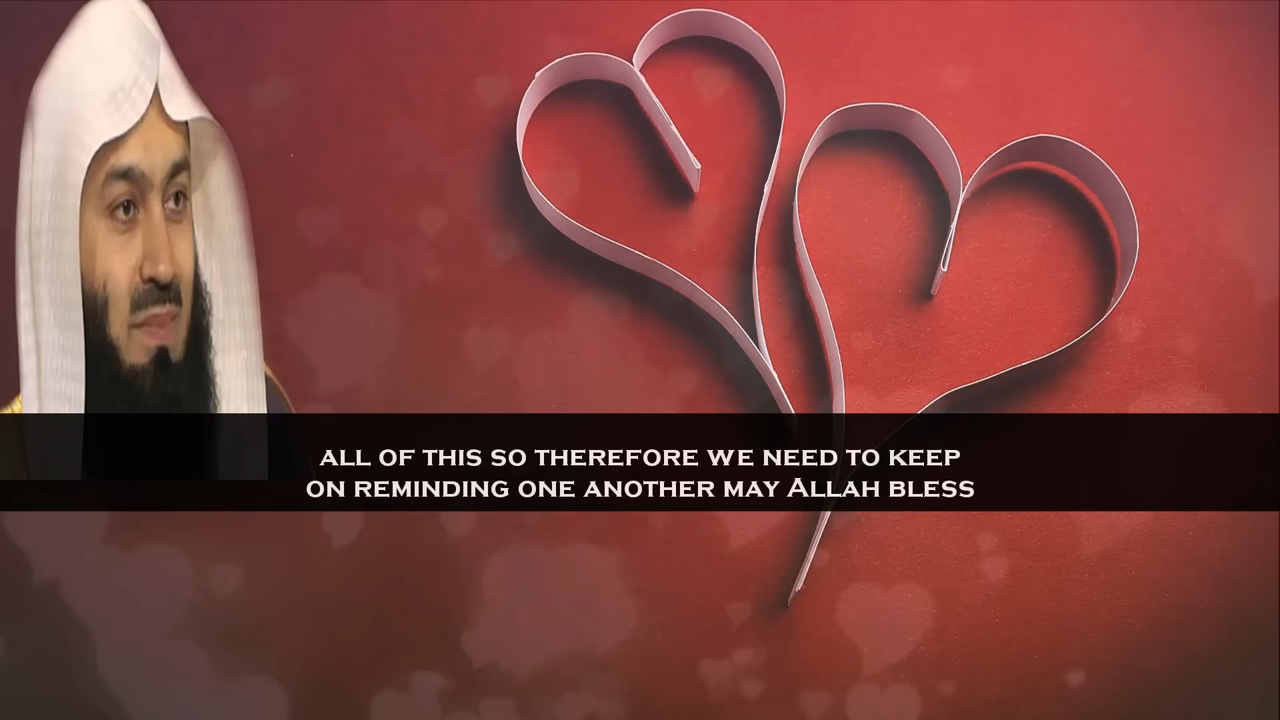 ALL OF THIS SO THEREFORE WE NEED TO KEEP
ON REMINDING ONE ANOTHER MAY ALLAH BLESS